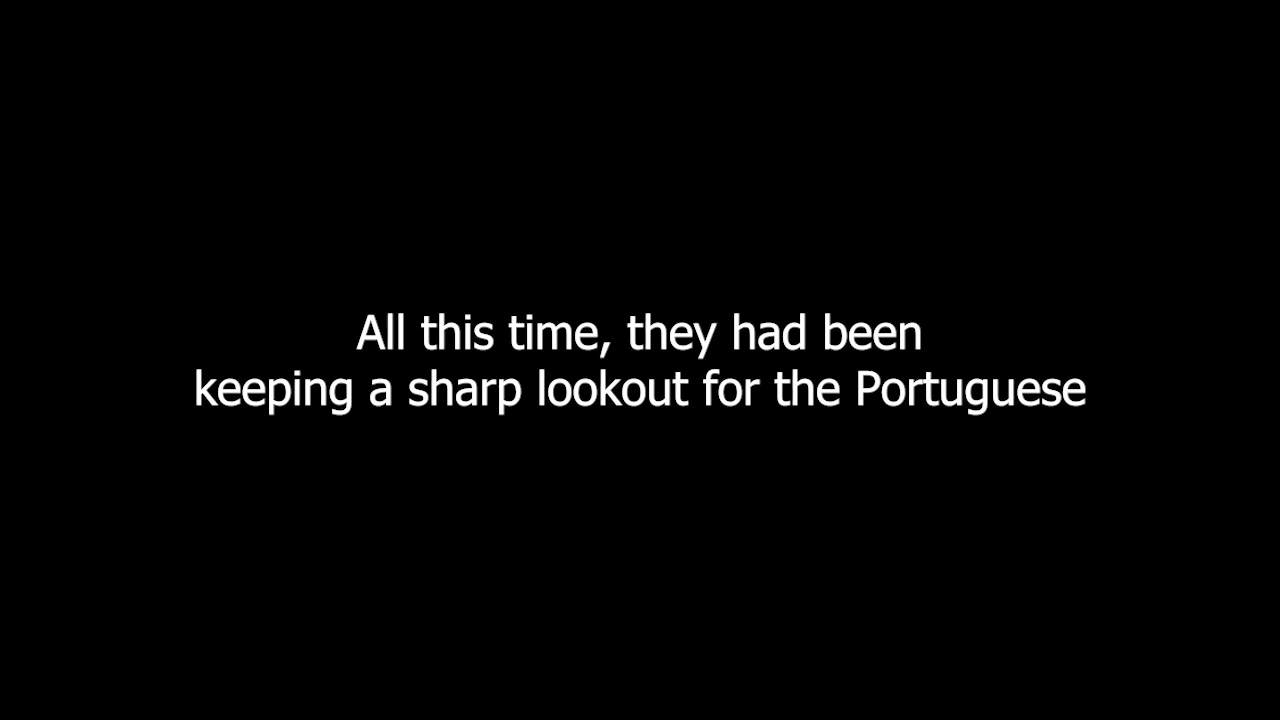 All this time, they had been
keeping a sharp lookout for the Portuguese